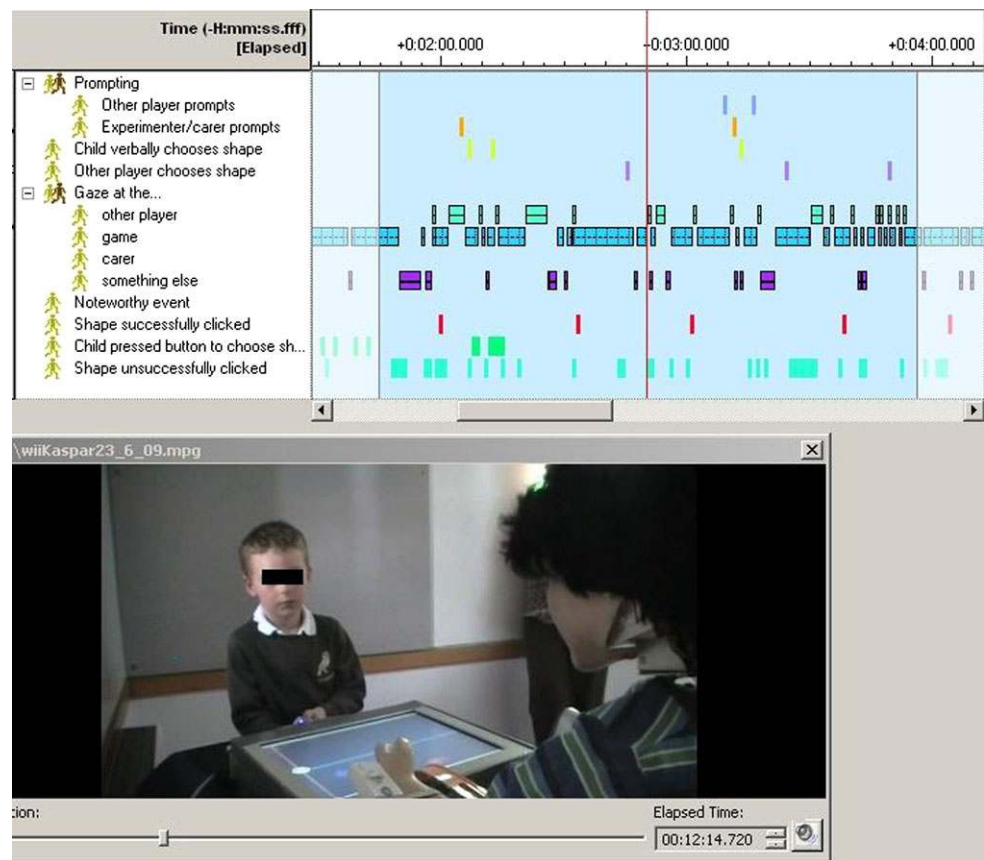 Time (-H:mm:ss.fff)
[Elapsed]
+0:02:00.000
-0:03:00.000
+0:04:00.000
Prompting
Other player prompts
Experimenter/carer prompts
Child verbally chooses shape
Other player chooses shape
Gaze at the...
other player
game
carer
something else
Noteworthy event
Shape successfully clicked
Child pressed button to choose sh...
Shape unsuccessfully clicked
\wiiKaspar23_6_09.mpg
tion:
Elapsed Time:
00:12:14.720